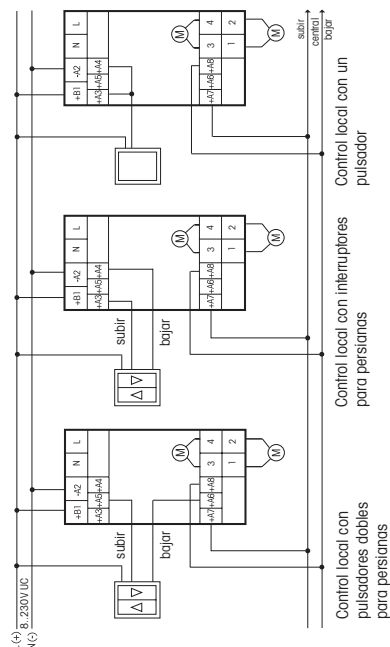 (+) 8..230V UC
N(-)
+B1 -A2 N L
+A3+A5+A4
subir
bajar
M
+A7+A6+A8 3 4
1 2
M
Control local con
pulsadores dobles
para persianas
+B1 -A2 N L
+A3+A5+A4
subir
bajar
M
+A7+A6+A8 3 4
1 2
M
Control local con interruptores
para persianas
+B1 -A2 N L
+A3+A5+A4
M
+A7+A6+A8 3 4
1 2
M
Control local con un
pulsador
subir
central
bajar